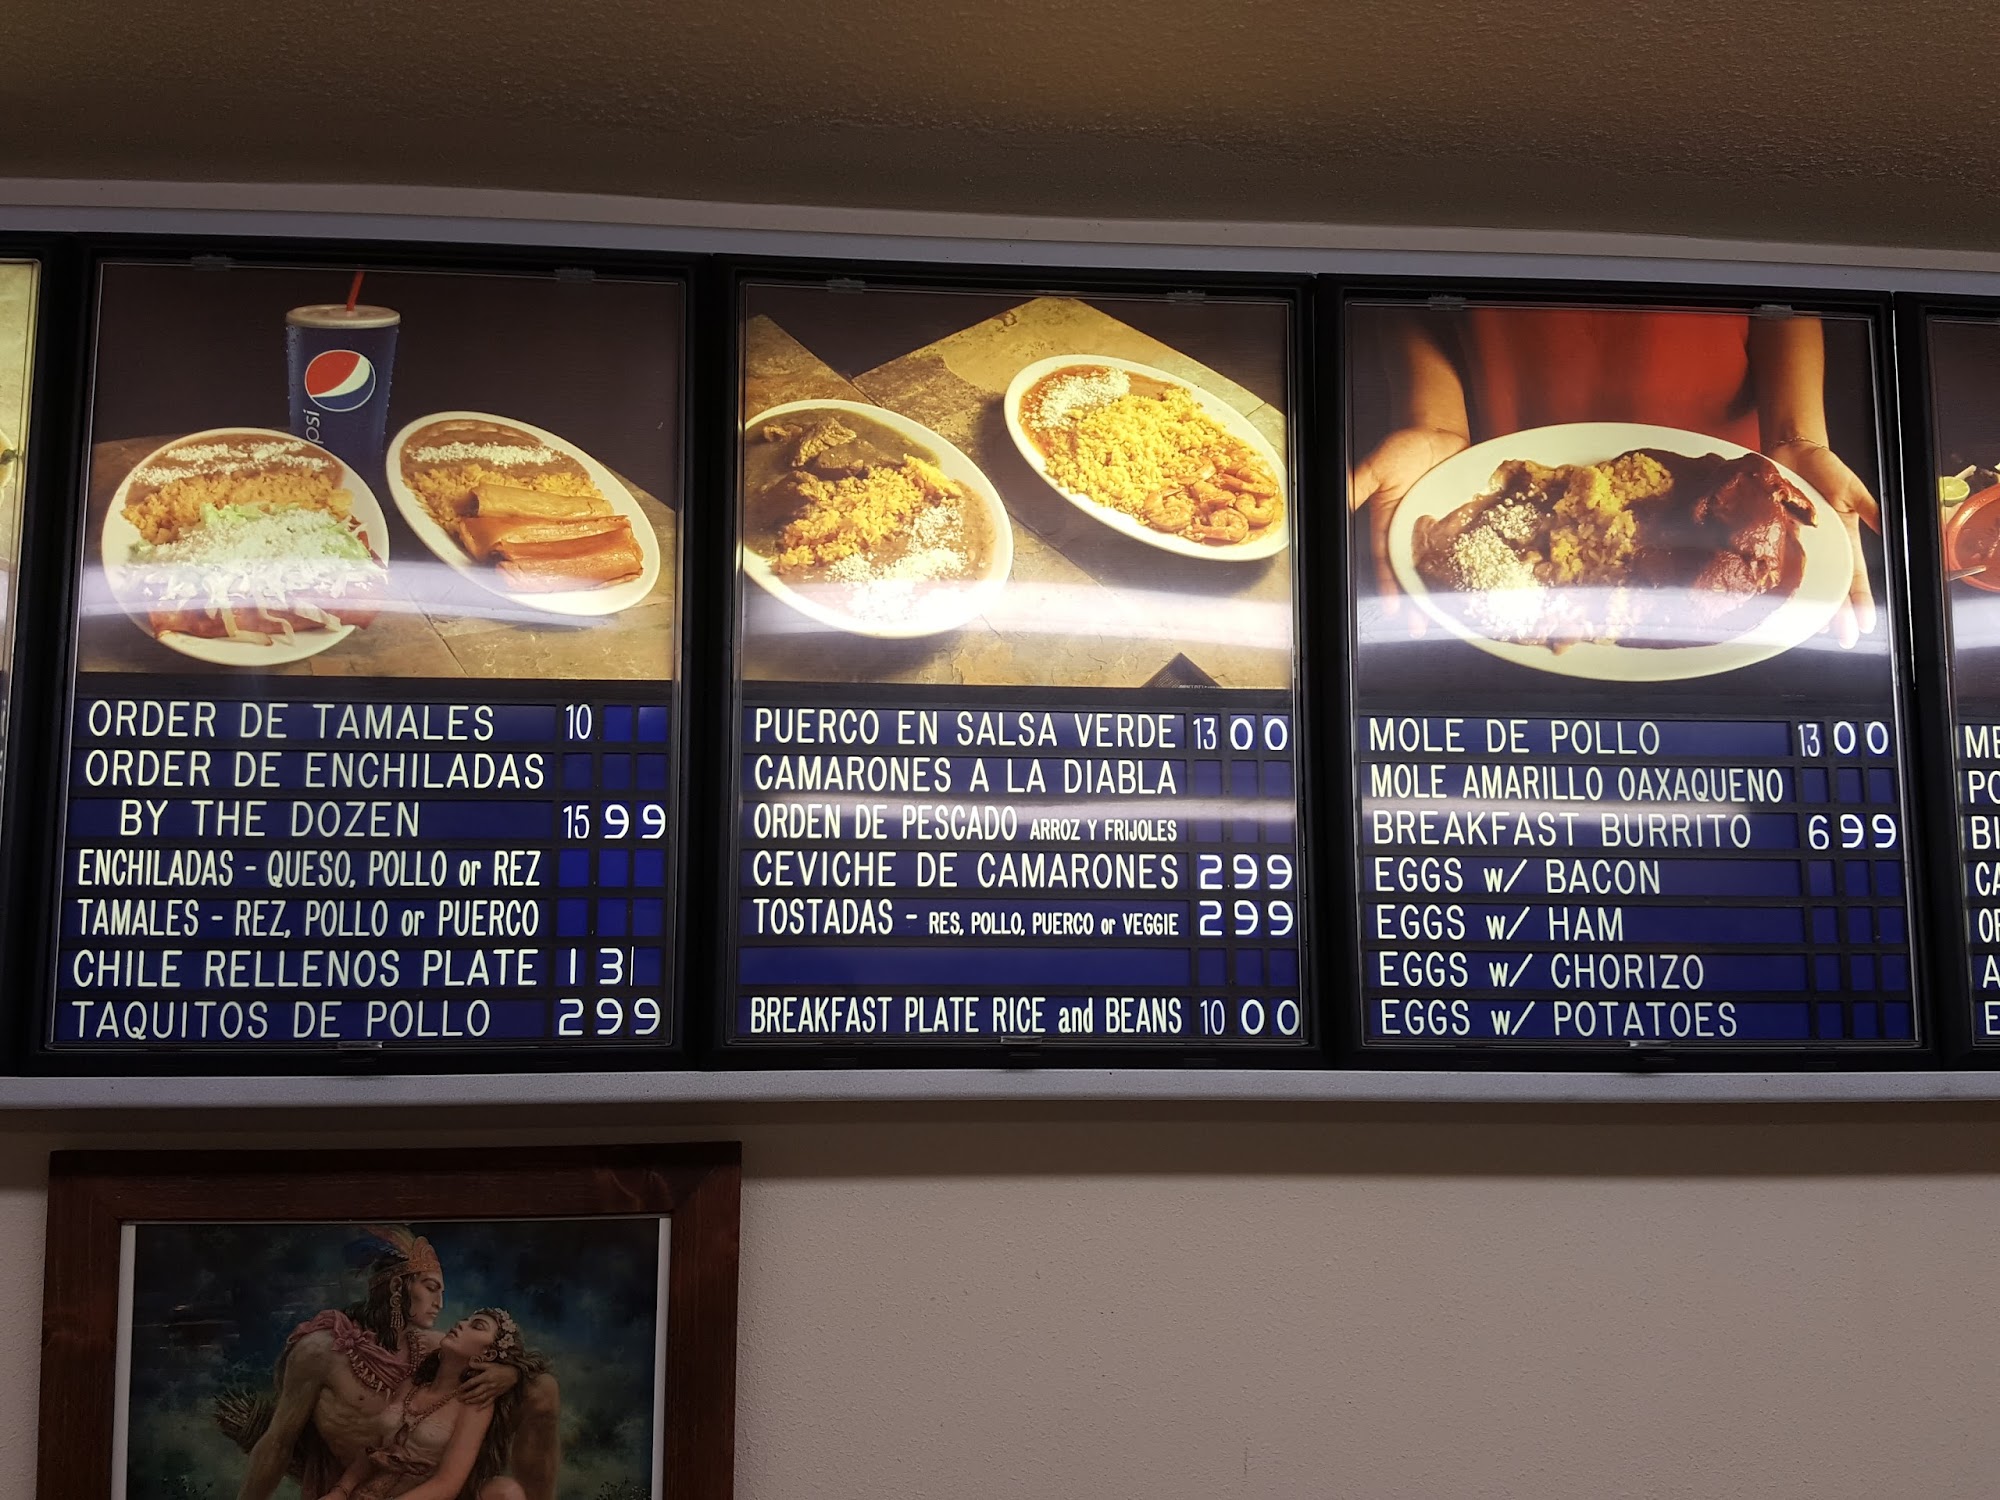 pepsi
ORDER DE TAMALES 10
ORDER DE ENCHILADAS
BY THE DOZEN 15 99
ENCHILADAS - QUESO, POLLO or REZ
TAMALES - REZ, POLLO or PUERCO
CHILE RELLENOS PLATE 13
TAQUITOS DE POLLO 2 99
PUERCO EN SALSA VERDE 13 00
CAMARONES A LA DIABLA
ORDEN DE PESCADO ARROZ Y FRIJOLES
CEVICHE DE CAMARONES 2 99
TOSTADAS - RES, POLLO, PUERCO or VEGGIE 2 99
BREAKFAST PLATE RICE and BEANS 10 00
MOLE DE POLLO 13 00
MOLE AMARILLO OAXAQUENO
BREAKFAST BURRITO 6 99
EGGS w/ BACON
EGGS w/ HAM
EGGS w/ CHORIZO
EGGS w/ POTATOES